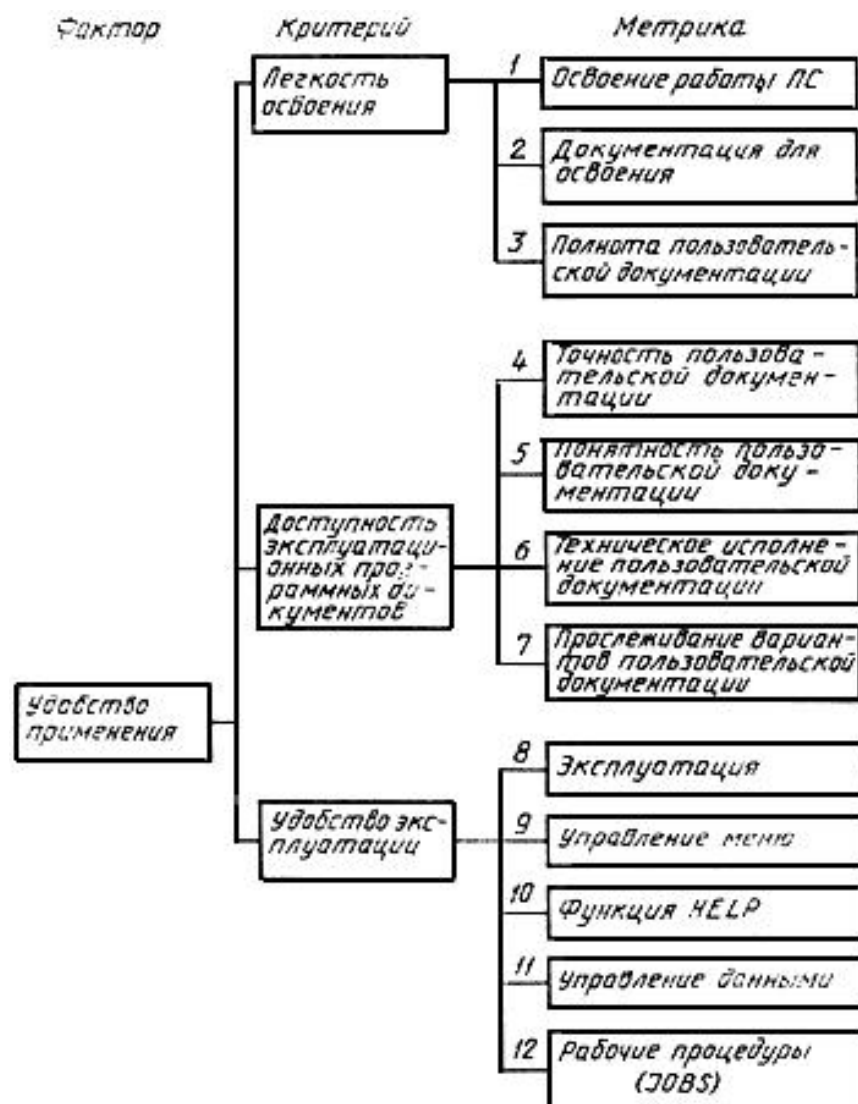 Фактор Критерий Метрика
Легкость
освоения
1 Освоение работы ПС
2 Документация для
освоения
3 Полнота пользователь-
ской документации
4 Точность пользова-
тельской докумен-
тации
5 Понятность пользо-
вательской доку-
ментации
Доступность
эксплуатаци-
онных прог-
раммных до-
кументов
6 Техническое исполне-
ние пользовательской
документации
7 Прослеживание вариан-
тов пользовательской
документации
Удобство
применения
8 Эксплуатация
Удобство экс-
плуатации
9 Управление меню
10 Функция HELP
11 Управление данными
12 Рабочие процедуры
(JOBS)